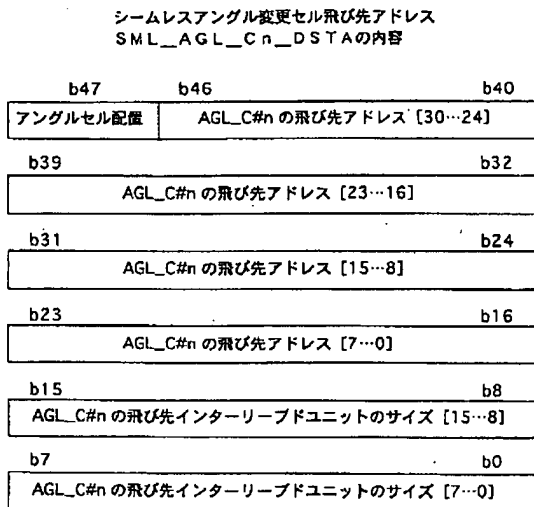 シームレスアングル変更セル飛び先アドレス
SML__AGL__Cn__DSTAの内容
b47 b46 b40
アングルセル配置 AGL_C#n の飛び先アドレス [30…24]
b39 b32
AGL_C#n の飛び先アドレス [23…16]
b31 b24
AGL_C#n の飛び先アドレス [15…8]
b23 b16
AGL_C#n の飛び先アドレス [7…0]
b15 b8
AGL_C#n の飛び先インターリーブドユニットのサイズ [15…8]
b7 b0
AGL_C#n の飛び先インターリーブドユニットのサイズ [7…0]